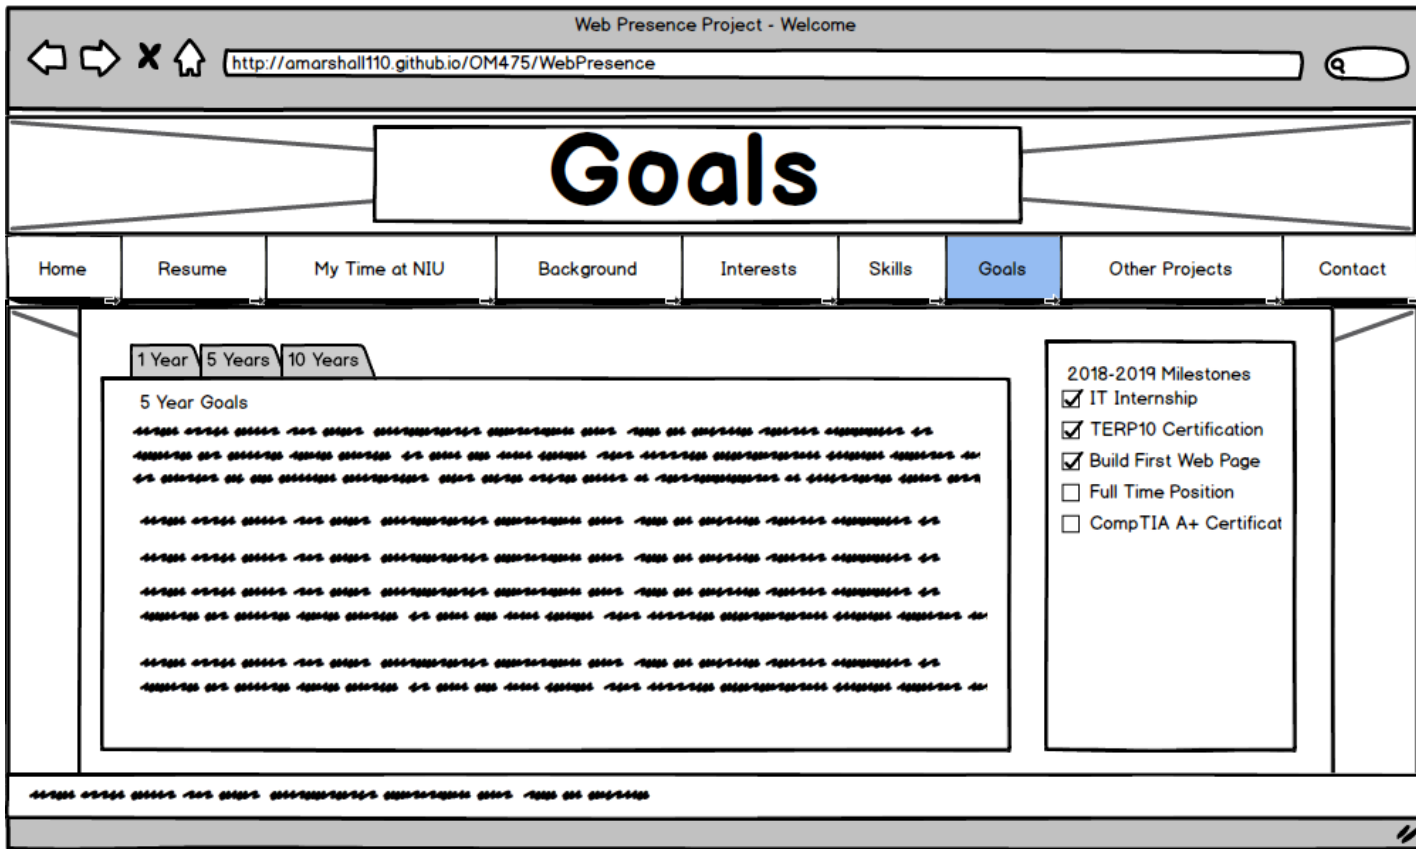 Web Presence Project - Welcome
http://amarshall110.github.io/OM475/WebPresence
Goals
Home Resume My Time at NIU Background Interests Skills Goals Other Projects Contact
1 Year 5 Years 10 Years
5 Year Goals
2018-2019 Milestones
IT Internship
TERP10 Certification
Build First Web Page
Full Time Position
CompTIA A+ Certificat